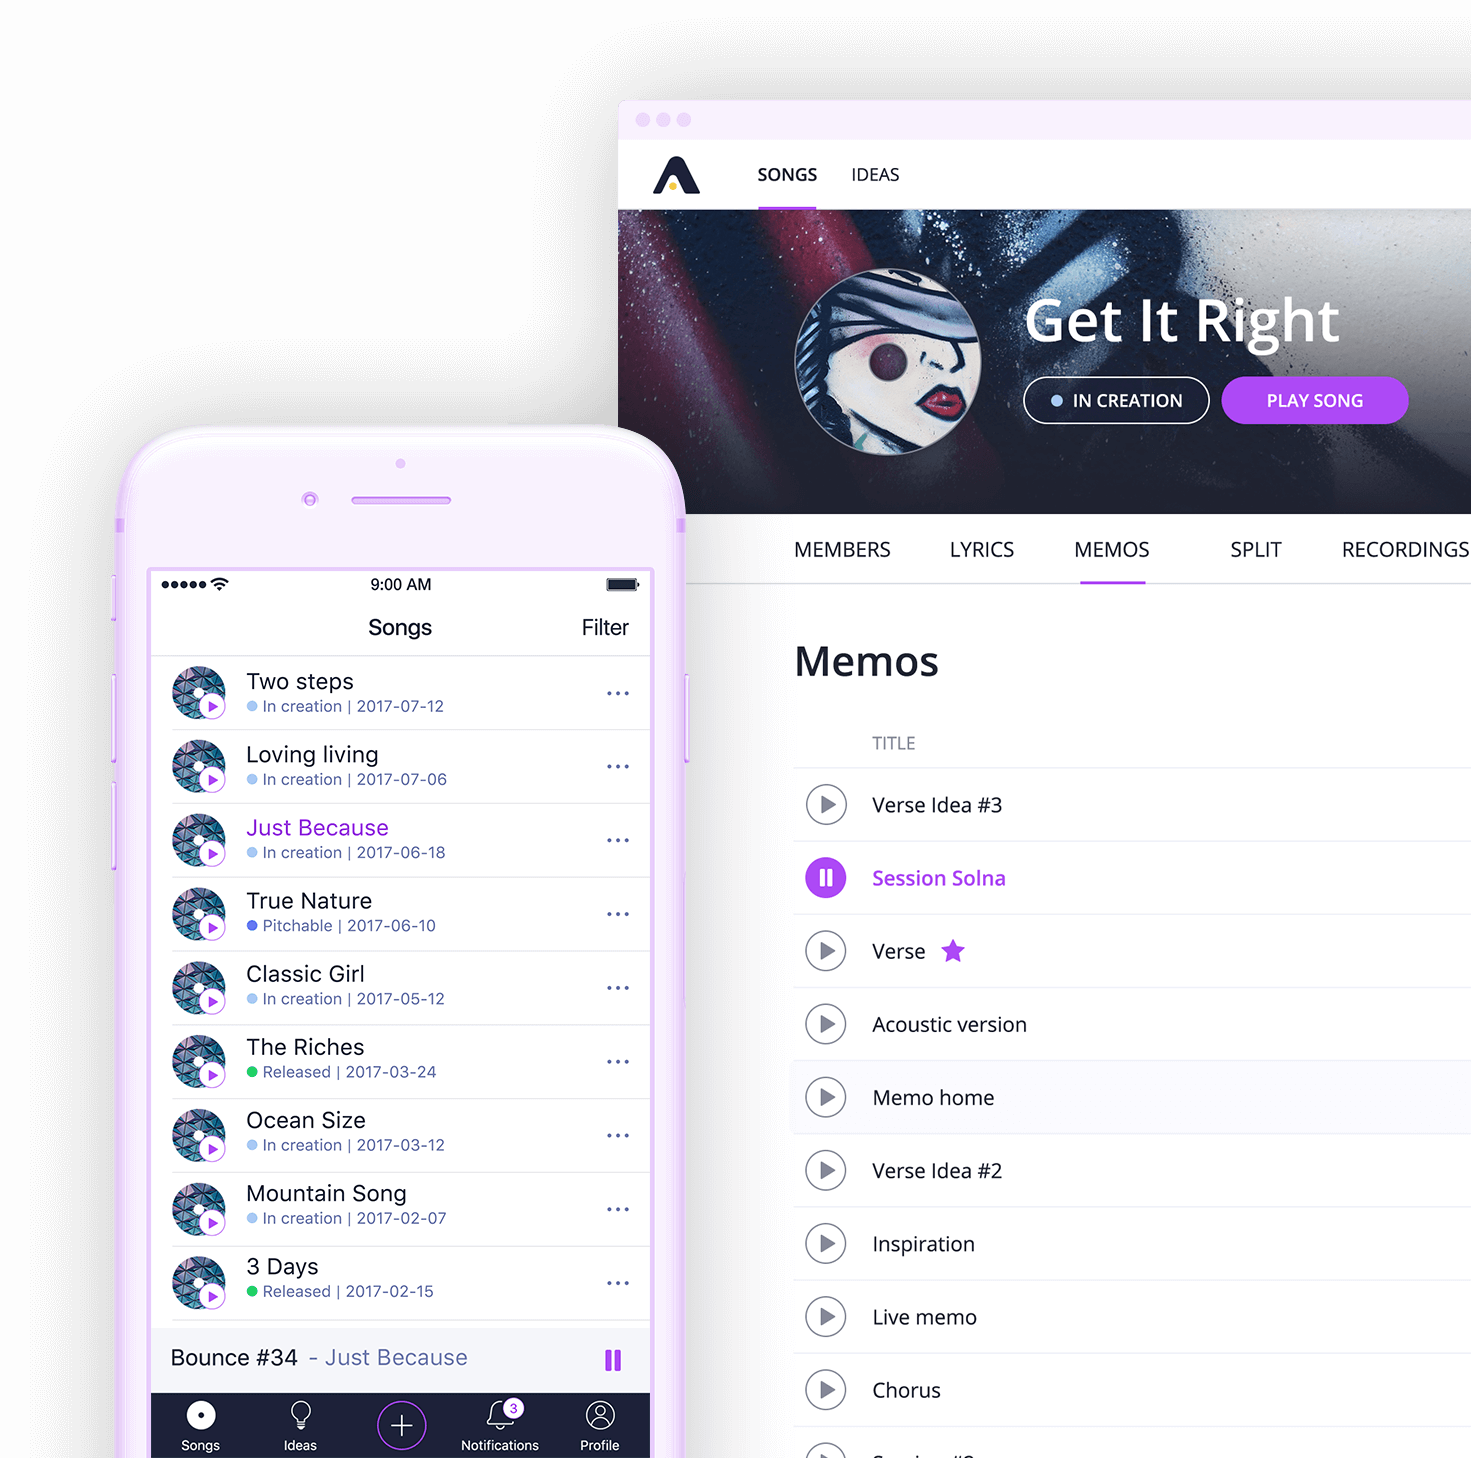 SONGS IDEAS
Get It Right
IN CREATION PLAY SONG
MEMBERS LYRICS MEMOS SPLIT RECORDINGS
Memos
TITLE
Verse Idea #3
Session Solna
Verse
Acoustic version
Memo home
Verse Idea #2
Inspiration
Live memo
Chorus
9:00 AM
Songs Filter
Two steps
In creation | 2017-07-12
Loving living
In creation | 2017-07-06
Just Because
In creation | 2017-06-18
True Nature
Pitchable | 2017-06-10
Classic Girl
In creation | 2017-05-12
The Riches
Released | 2017-03-24
Ocean Size
In creation | 2017-03-12
Mountain Song
In creation | 2017-02-07
3 Days
Released | 2017-02-15
Bounce #34 - Just Because
3
Songs Ideas Notifications Profile